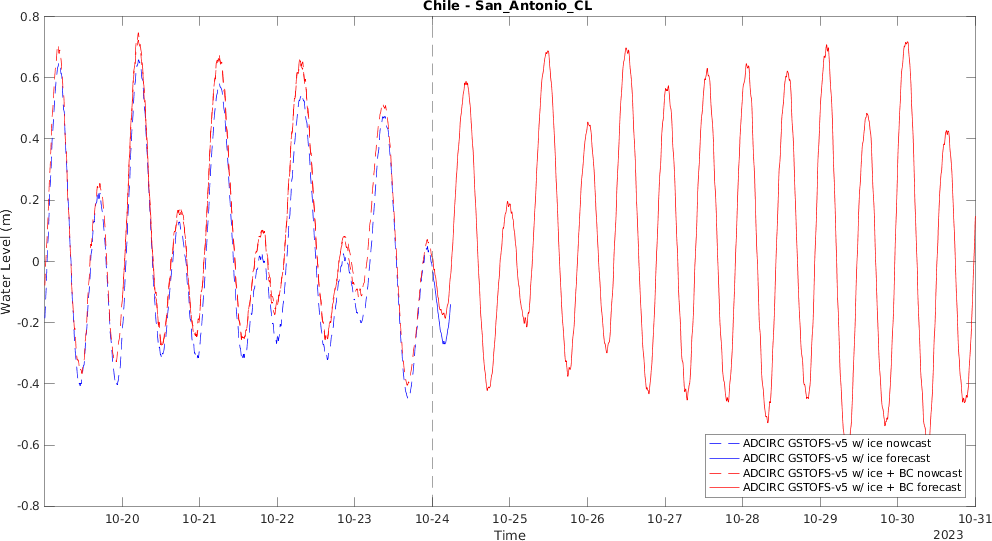 Chile - San_Antonio_CL
0.8
0.6
0.4
0.2
0
-0.2
-0.4
-0.6
-0.8
Water Level (m)
ADCIRC GSTOFS-v5 w/ ice nowcast
ADCIRC GSTOFS-v5 w/ ice forecast
ADCIRC GSTOFS-v5 w/ ice + BC nowcast
ADCIRC GSTOFS-v5 w/ ice + BC forecast
10-20 10-21 10-22 10-23 10-24 10-25 10-26 10-27 10-28 10-29 10-30 10-31
Time
2023